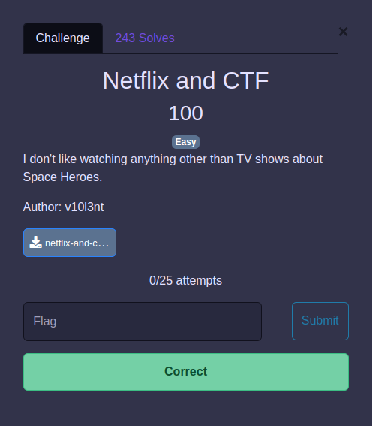 Challenge
243 Solves
×
Netflix and CTF
100
Easy
I don't like watching anything other than TV shows about
Space Heroes.
Author: v10l3nt
netflix-and-c...
0/25 attempts
Flag
Submit
Correct